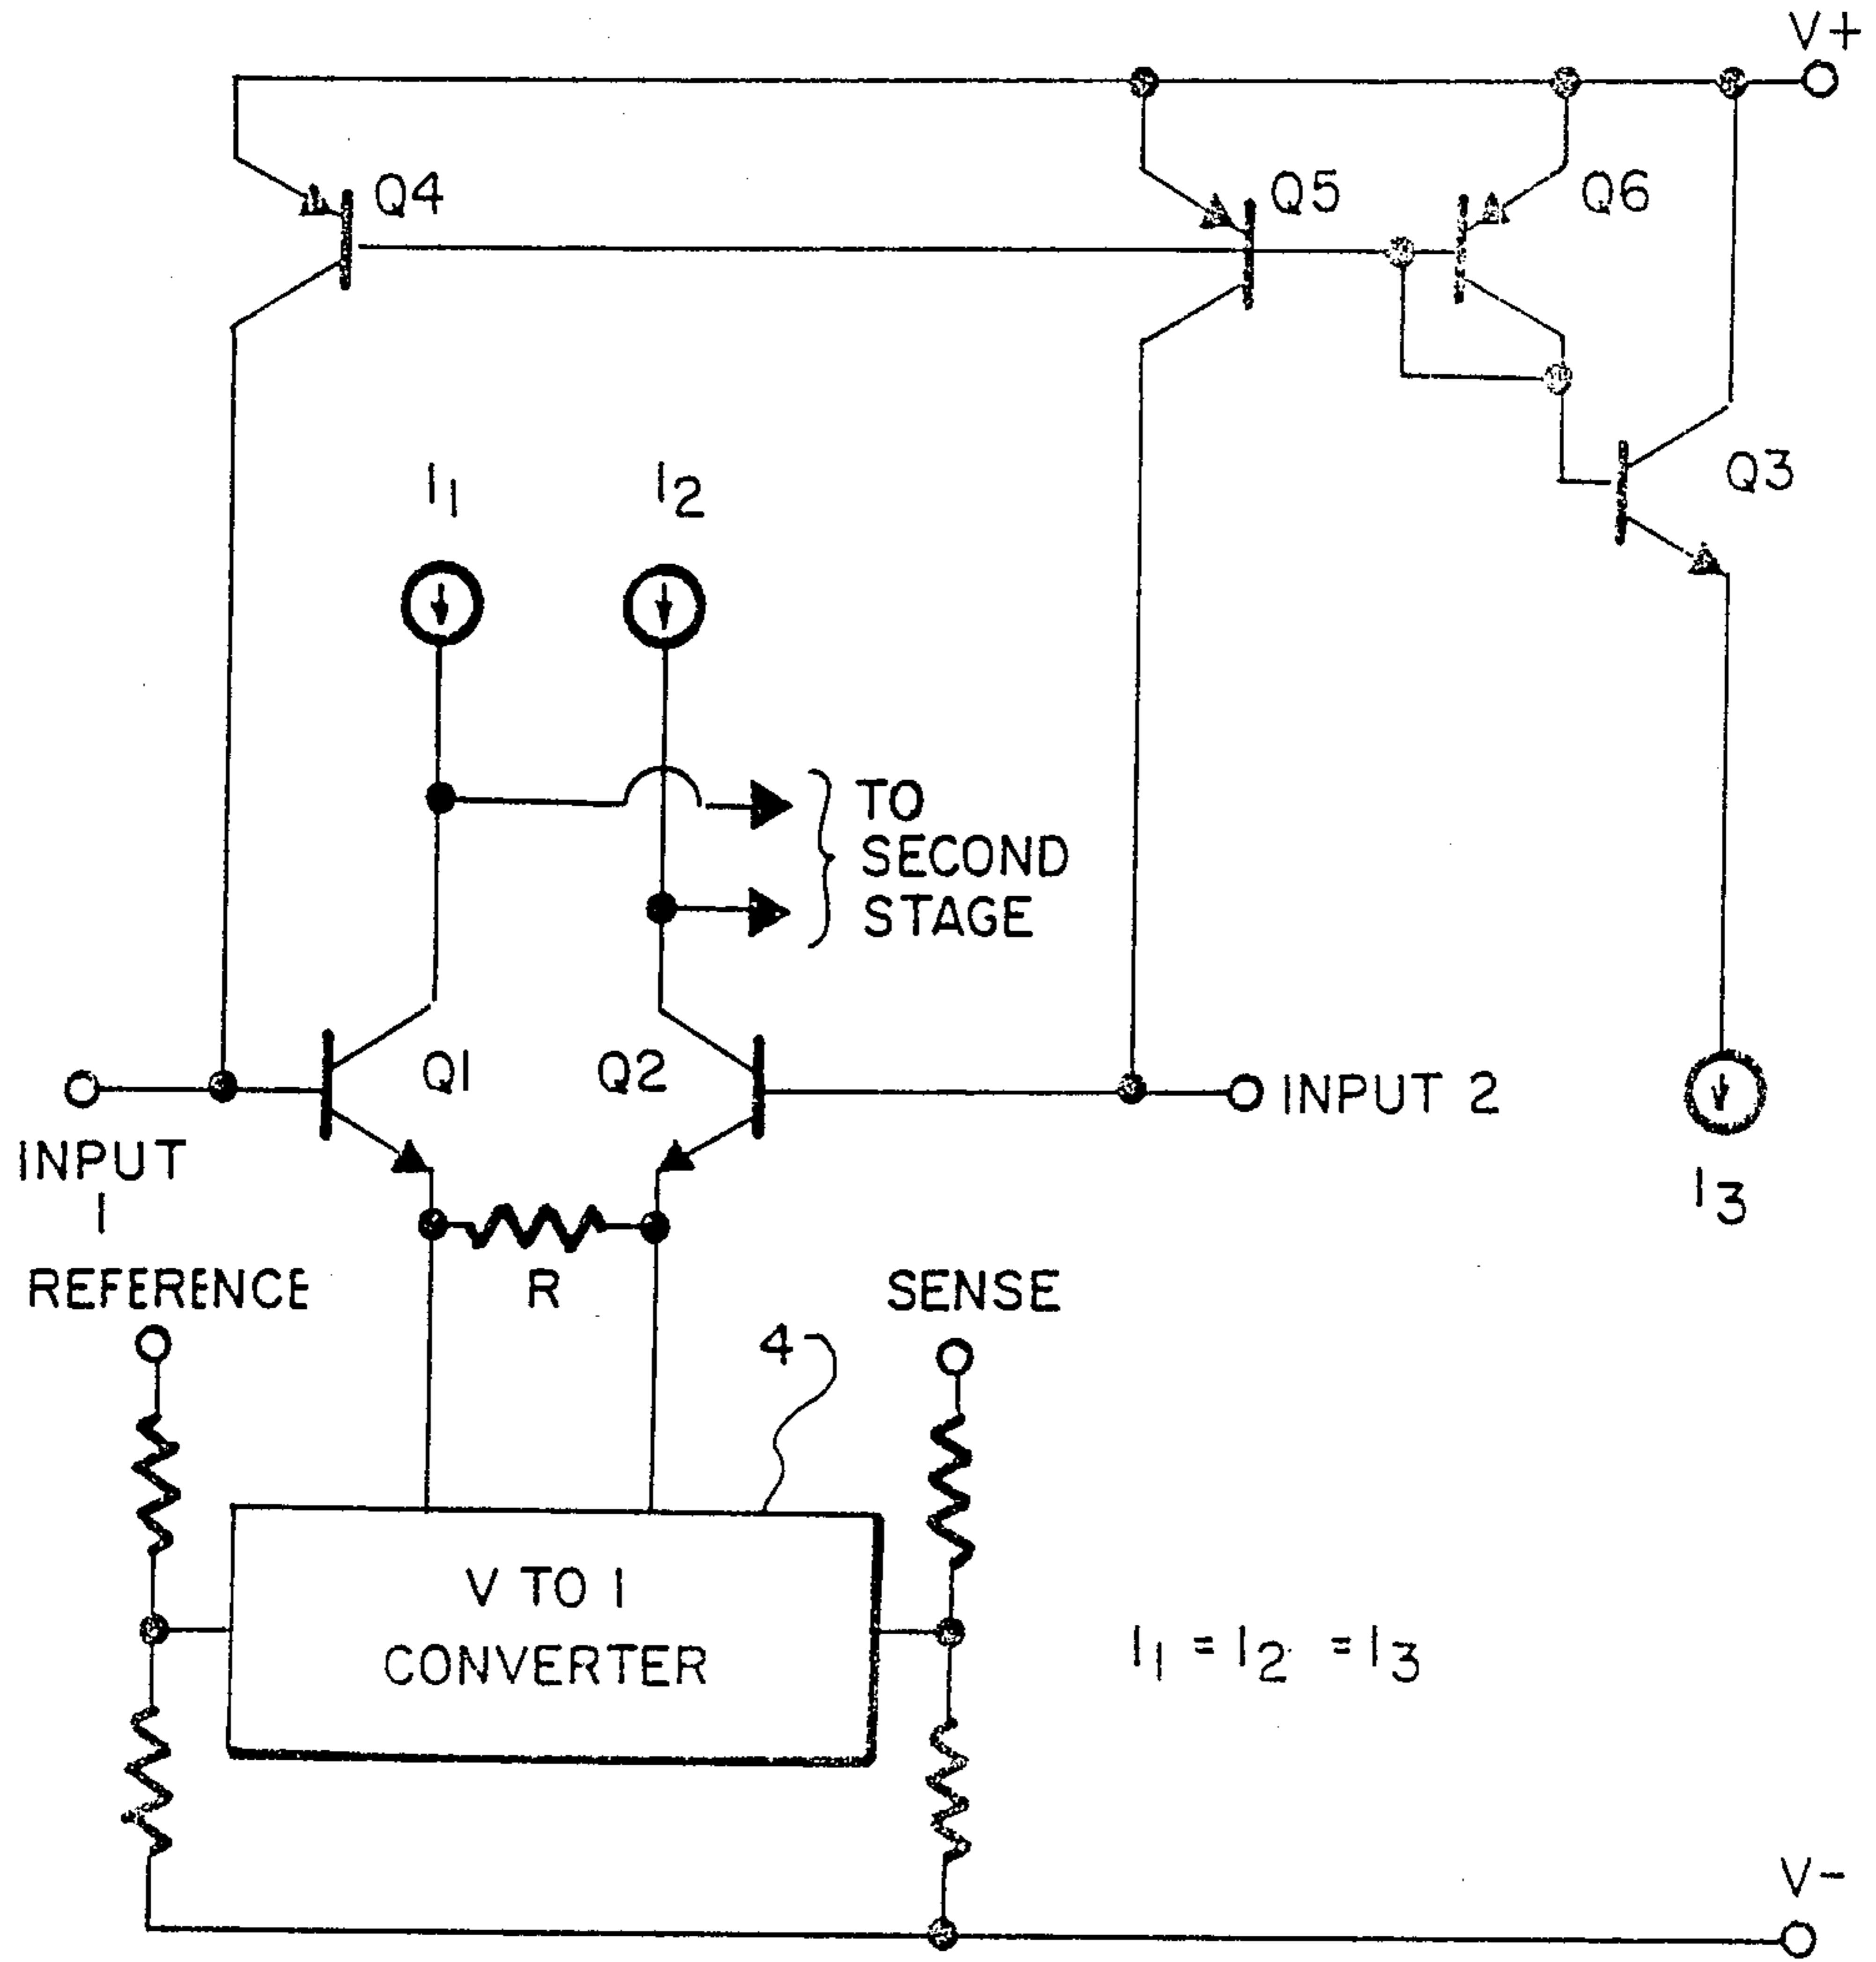 V+
Q4
Q5
Q6
Q3
I1
I2
TO
SECOND
STAGE
Q1
Q2
INPUT
1
INPUT 2
I3
REFERENCE
R
SENSE
4
V TO I
CONVERTER
I1 = I2 = I3
V-